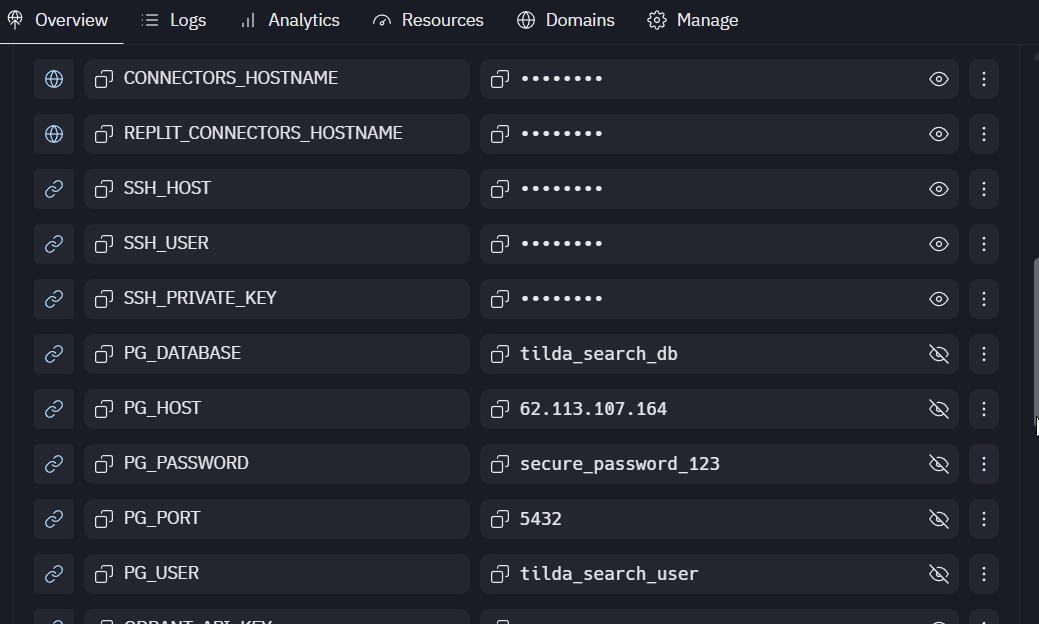 Overview Logs Analytics Resources Domains Manage
CONNECTORS_HOSTNAME ••••••••
REPLIT_CONNECTORS_HOSTNAME ••••••••
SSH_HOST ••••••••
SSH_USER ••••••••
SSH_PRIVATE_KEY ••••••••
PG_DATABASE tilda_search_db
PG_HOST 62.113.107.164
PG_PASSWORD secure_password_123
PG_PORT 5432
PG_USER tilda_search_user